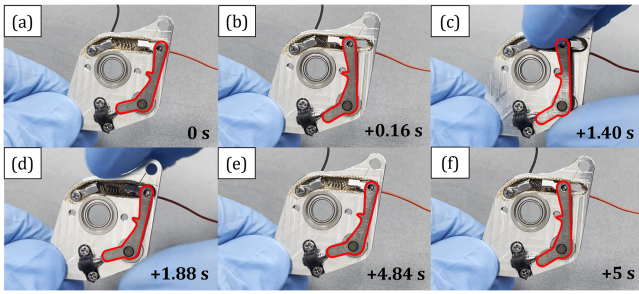 (a)
0 s
(b)
+0.16 s
(c)
+1.40 s
(d)
+1.88 s
(e)
+4.84 s
(f)
+5 s